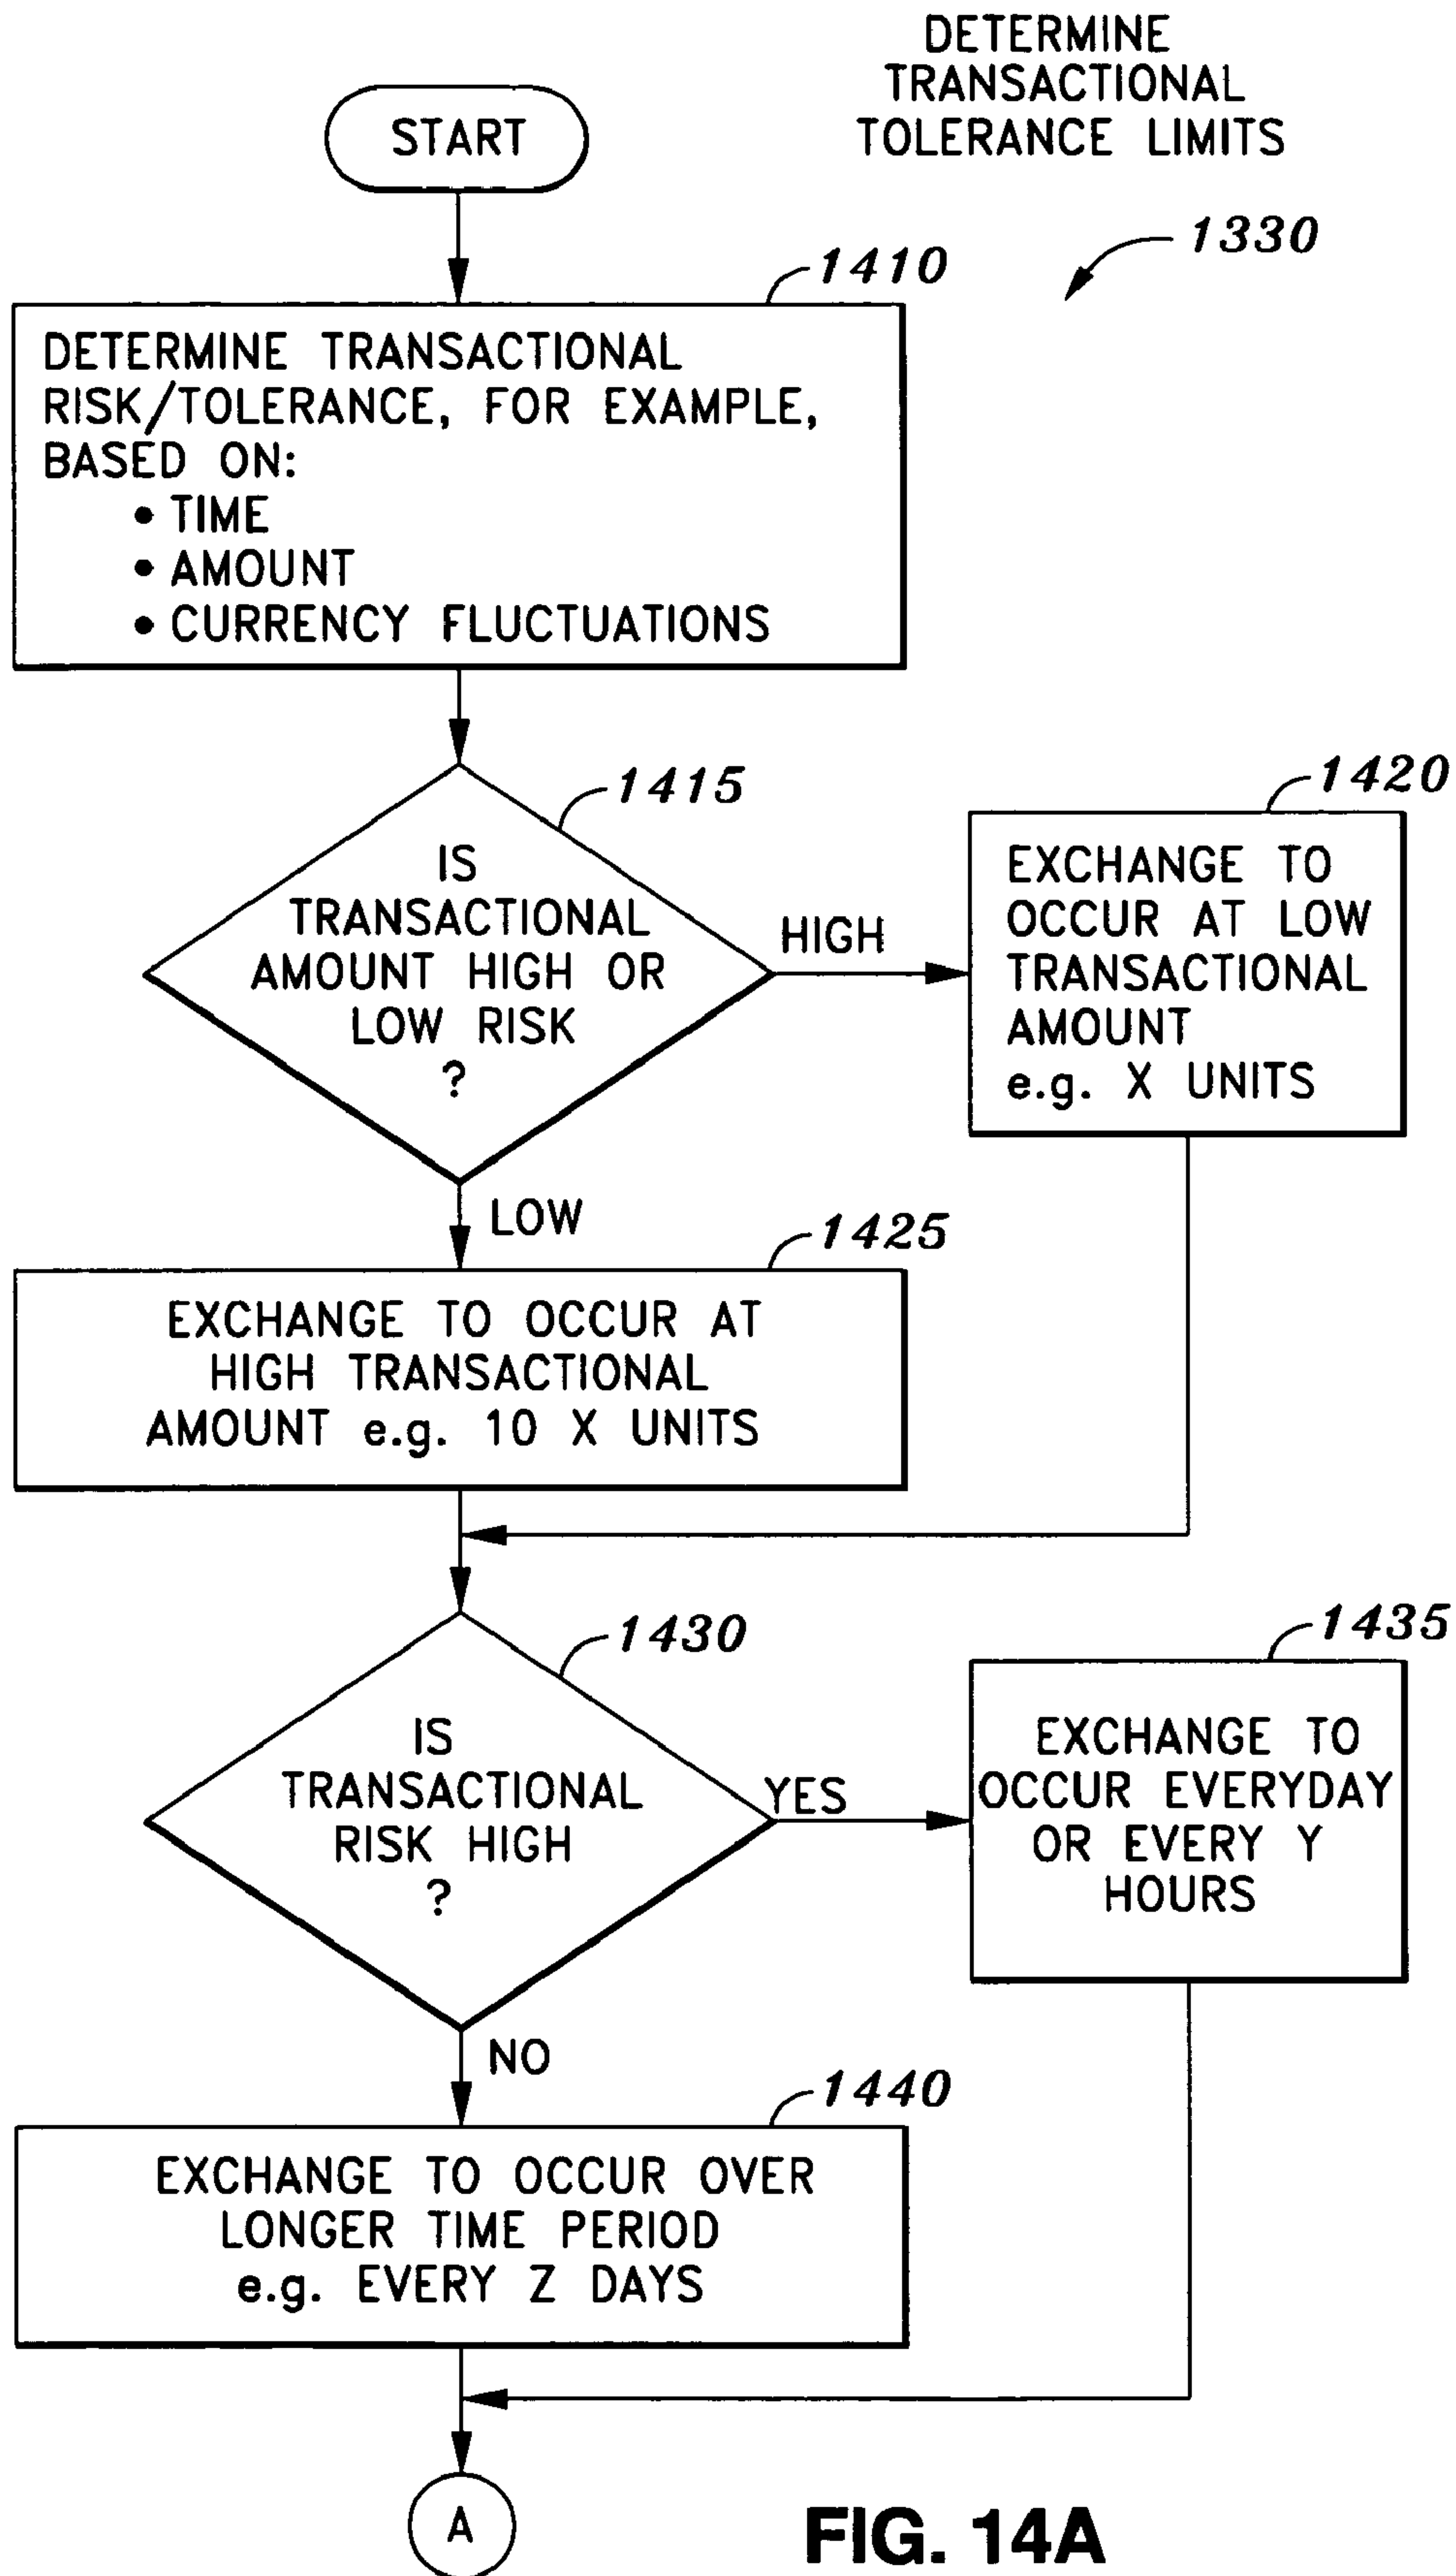 DETERMINE
TRANSACTIONAL
TOLERANCE LIMITS
START
1330
1410
DETERMINE TRANSACTIONAL
RISK/TOLERANCE, FOR EXAMPLE,
BASED ON:
• TIME
• AMOUNT
• CURRENCY FLUCTUATIONS
1415
IS
TRANSACTIONAL
AMOUNT HIGH OR
LOW RISK
?
HIGH
1420
EXCHANGE TO
OCCUR AT LOW
TRANSACTIONAL
AMOUNT
e.g. X UNITS
LOW
1425
EXCHANGE TO OCCUR AT
HIGH TRANSACTIONAL
AMOUNT e.g. 10 X UNITS
1430
IS
TRANSACTIONAL
RISK HIGH
?
YES
1435
EXCHANGE TO
OCCUR EVERYDAY
OR EVERY Y
HOURS
NO
1440
EXCHANGE TO OCCUR OVER
LONGER TIME PERIOD
e.g. EVERY Z DAYS
A
FIG. 14A